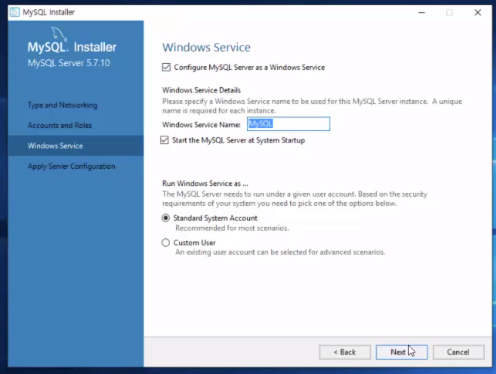 MySQL Installer
MySQL. Installer
MySQL Server 5.7.10
Type and Networking
Accounts and Roles
Windows Service
Apply Server Configuration
Windows Service
Configure MySQL Server as a Windows Service
Windows Service Details
Please specify a Windows Service name to be used for this MySQL Server instance. A unique
name is required for each instance.
Windows Service Name: MySQL
Start the MySQL Server at System Startup
Run Windows Service as ...
The MySQL Server needs to run under a given user account. Based on the security
requirements of your system you need to pick one of the options below.
Standard System Account
Recommended for most scenarios.
Custom User
An existing user account can be selected for advanced scenarios.
< Back
Next >
Cancel